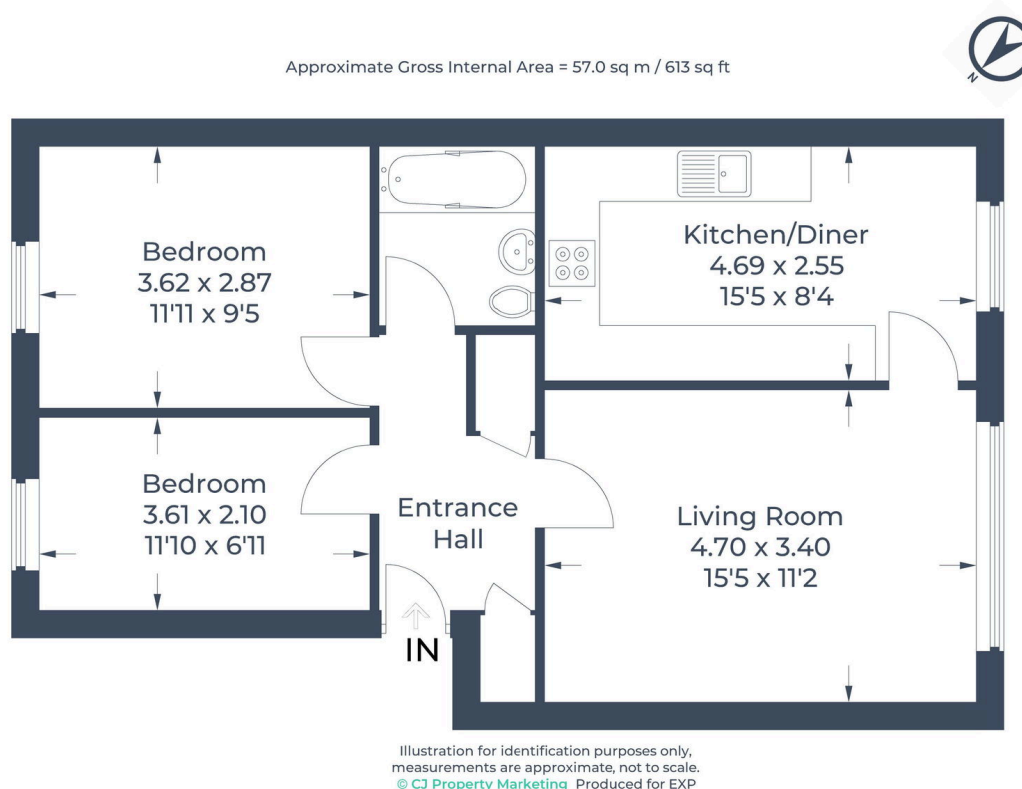 Approximate Gross Internal Area = 57.0 sq m / 613 sq ft
N
Bedroom
3.62 x 2.87
11'11 x 9'5
Kitchen/Diner
4.69 x 2.55
15'5 x 8'4
Bedroom
3.61 x 2.10
11'10 x 6'11
Entrance
Hall
Living Room
4.70 x 3.40
15'5 x 11'2
IN
Illustration for identification purposes only,
measurements are approximate, not to scale.
© CJ Property Marketing Produced for EXP